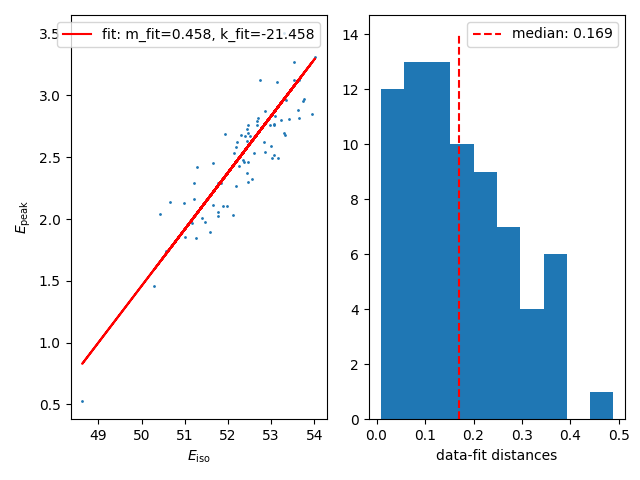 fit: m_fit=0.458, k_fit=-21.458
3.5
3.0
2.5
2.0
1.5
1.0
0.5
E_peak
49 50 51 52 53 54
E_iso
median: 0.169
14
12
10
8
6
4
2
0
0.0 0.1 0.2 0.3 0.4 0.5
data-fit distances